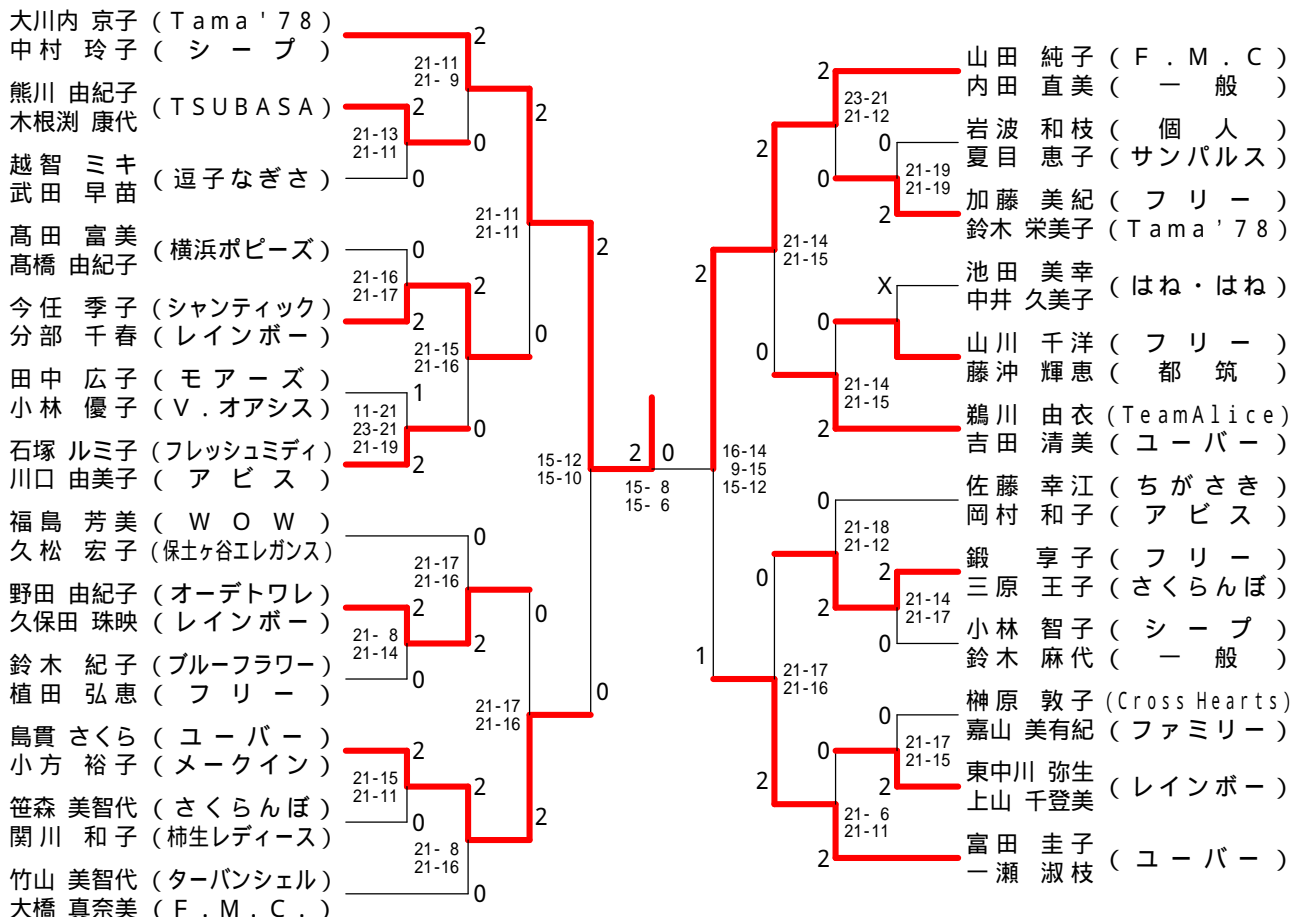 大川内 京子 (Tama'78)
中村 玲子 (シープ)
2
21-11
21- 9
熊川 由紀子
木根渕 康代
(TSUBASA)
2
2
21-13
21-11
0
越智 ミキ
武田 早苗
(逗子なぎさ)
0
21-11
21-11
2
髙田 富美
髙橋 由紀子
(横浜ポピーズ)
0
21-16
21-17
2
今任 季子 (シャンティック)
分部 千春 (レインボー)
2
0
21-15
21-16
田中 広子 (モアーズ)
小林 優子 (V.オアシス)
1
11-21
23-21
21-19
0
石塚 ルミ子 (フレッシュミディ)
川口 由美子 (アビス)
2
15-12
15-10
福島 芳美 (WOW)
久松 宏子 (保土ヶ谷エレガンス)
0
21-17
21-16
野田 由紀子 (オーデトワレ)
久保田 珠映 (レインボー)
2
0
21- 8
21-14
2
鈴木 紀子 (ブルーフラワー)
植田 弘恵 (フリー)
0
0
21-17
21-16
島貫 さくら (ユーバー)
小方 裕子 (メークイン)
2
21-15
21-11
2
笹森 美智代 (さくらんぼ)
関川 和子 (柿生レディース)
0
2
21- 8
21-16
竹山 美智代 (ターバンシェル)
大橋 真奈美 (F.M.C.)
0
2 0
15- 8
15- 6
山田 純子 (F.M.C)
内田 直美 (一般)
2
23-21
21-12
岩波 和枝 (個人)
夏目 恵子 (サンパルス)
0
2
21-19
21-19
0
加藤 美紀 (フリー)
鈴木 栄美子 (Tama'78)
2
21-14
21-15
2
池田 美幸
中井 久美子
(はね・はね)
X
0
山川 千洋 (フリー)
藤沖 輝恵 (都筑)
0
21-14
21-15
鵜川 由衣 (TeamAlice)
吉田 清美 (ユーバー)
2
16-14
9-15
15-12
佐藤 幸江 (ちがさき)
岡村 和子 (アビス)
0
21-18
21-12
鍛 享子 (フリー)
三原 王子 (さくらんぼ)
2
0
21-14
21-17
2
小林 智子 (シープ)
鈴木 麻代 (一般)
0
1
21-17
21-16
榊原 敦子 (Cross Hearts)
嘉山 美有紀 (ファミリー)
0
21-17
21-15
0
東中川 弥生
上山 千登美
(レインボー)
2
2
21- 6
21-11
富田 圭子
一瀬 淑枝
(ユーバー)
2